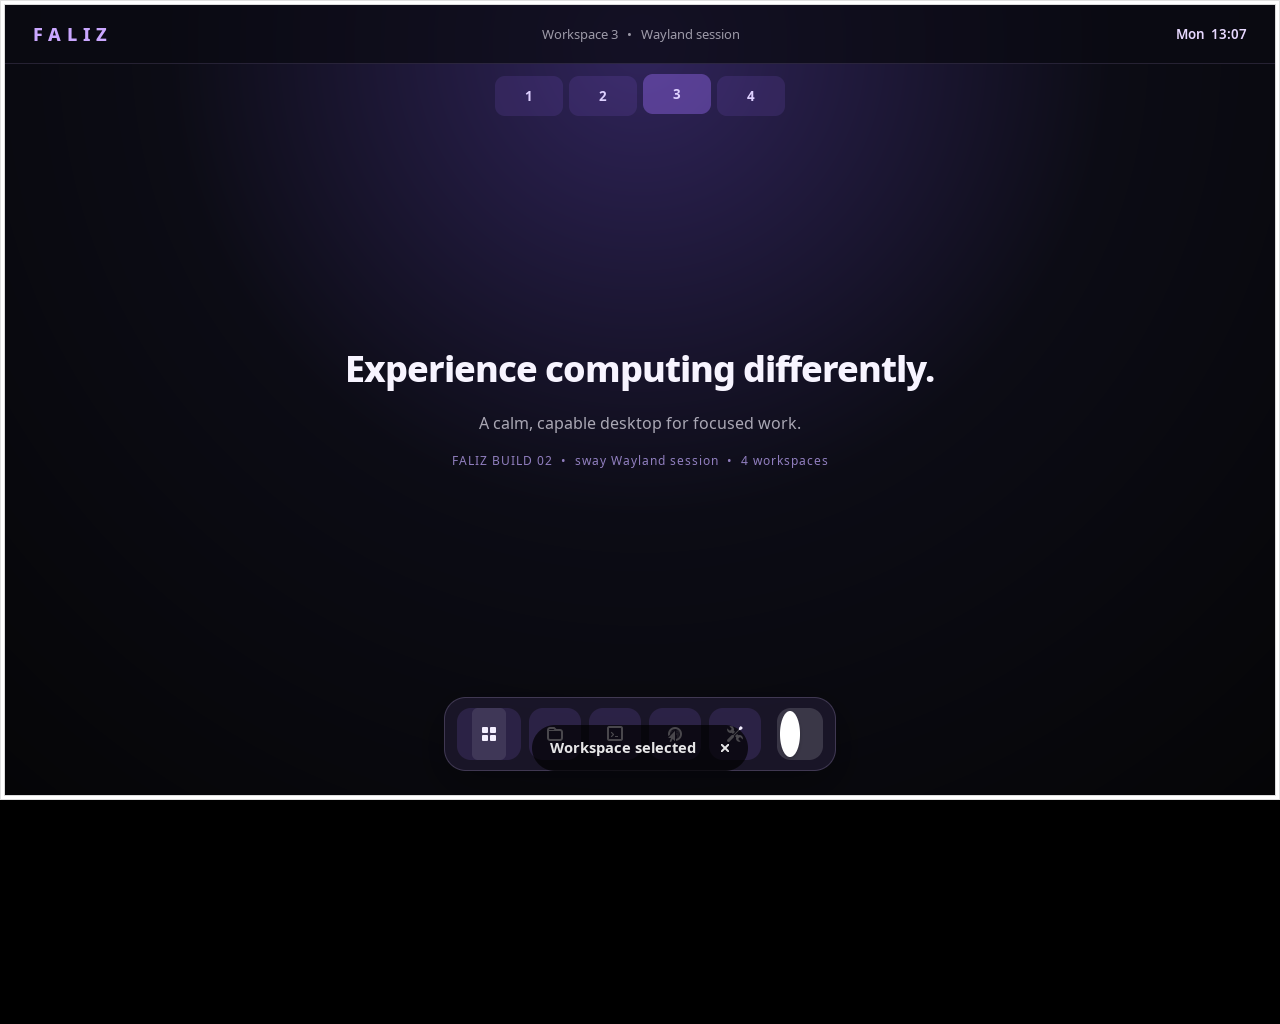 FALIZ
Workspace 3 • Wayland session
Mon 13:07
1
2
3
4
Experience computing differently.
A calm, capable desktop for focused work.
FALIZ BUILD 02 • sway Wayland session • 4 workspaces
Workspace selected